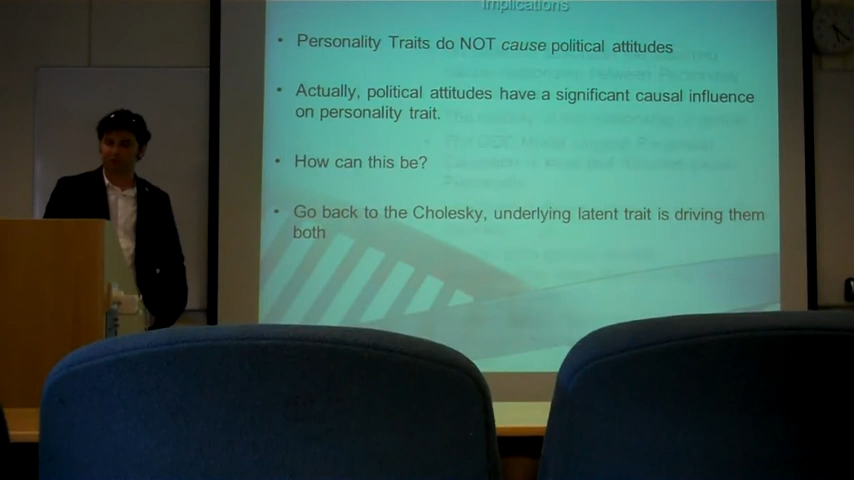 Implications
• Personality Traits do NOT cause political attitudes
• Actually, political attitudes have a significant causal influence
on personality trait.
• How can this be?
• Go back to the Cholesky, underlying latent trait is driving them
both